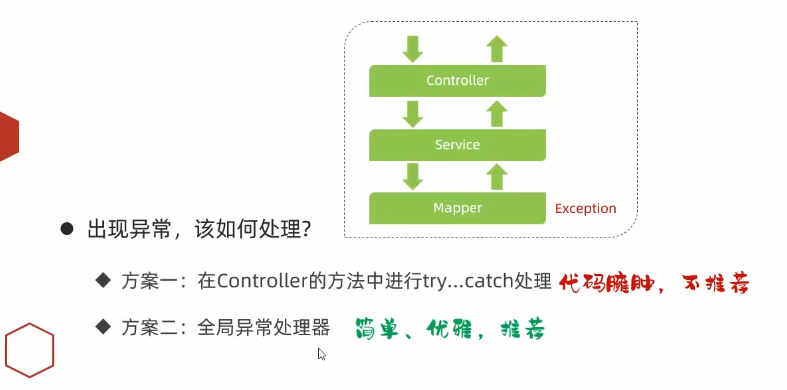 Controller
Service
Mapper
Exception
出现异常，该如何处理?
方案一：在Controller的方法中进行try...catch处理 代码臃肿，不推荐
方案二：全局异常处理器 简单、优雅，推荐